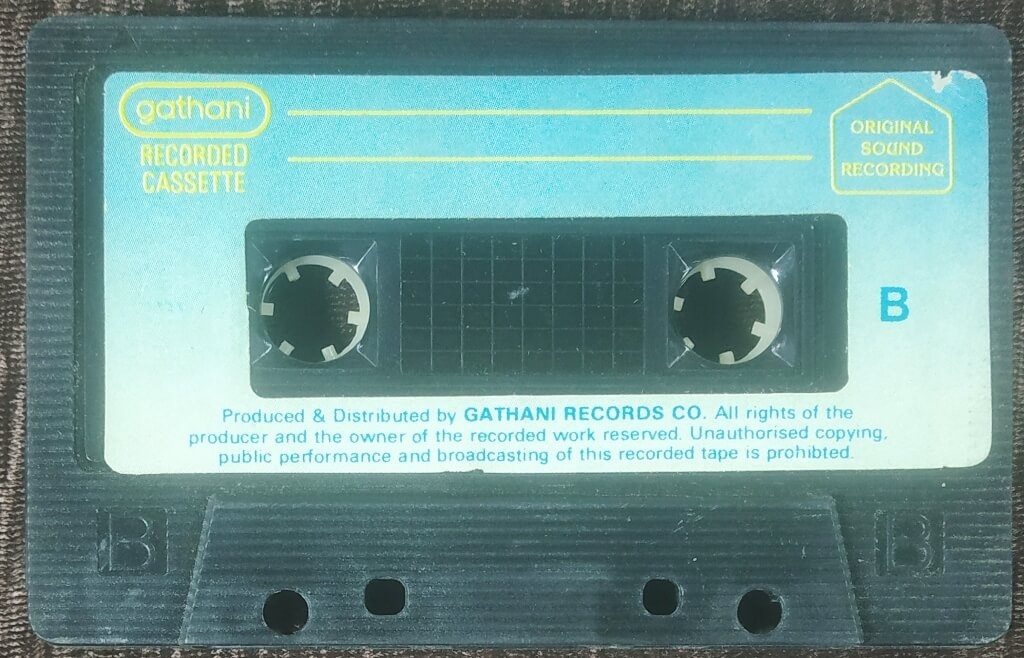 gathani
RECORDED
CASSETTE
ORIGINAL
SOUND
RECORDING
B
Produced & Distributed by GATHANI RECORDS CO. All rights of the
producer and the owner of the recorded work reserved. Unauthorised copying,
public performance and broadcasting of this recorded tape is prohibted.
B B